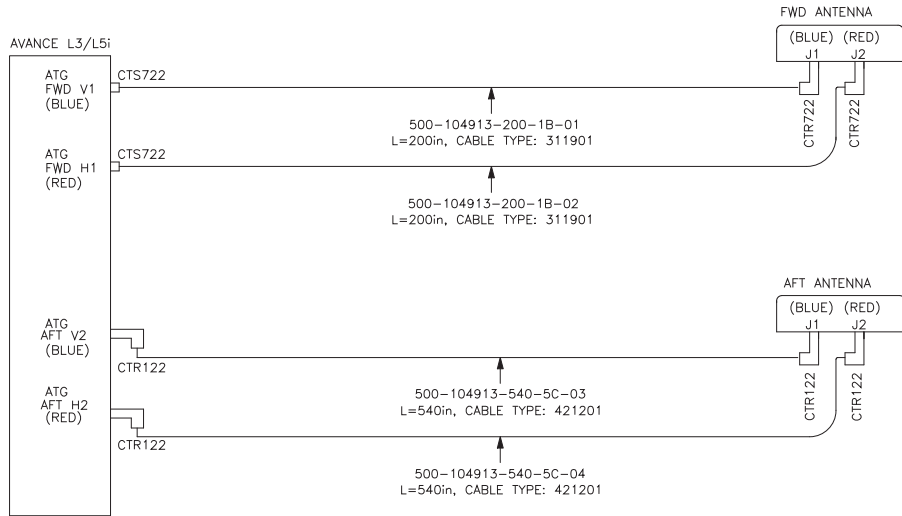 FWD ANTENNA
(BLUE) (RED)
J1 J2
CTR722
CTR722
AVANCE L3/L5i
ATG
FWD V1
(BLUE)
CTS722
500-104913-200-1B-01
L=200in, CABLE TYPE: 311901
ATG
FWD H1
(RED)
CTS722
500-104913-200-1B-02
L=200in, CABLE TYPE: 311901
AFT ANTENNA
(BLUE) (RED)
J1 J2
CTR122
CTR122
ATG
AFT V2
(BLUE)
CTR122
500-104913-540-5C-03
L=540in, CABLE TYPE: 421201
ATG
AFT H2
(RED)
CTR122
500-104913-540-5C-04
L=540in, CABLE TYPE: 421201